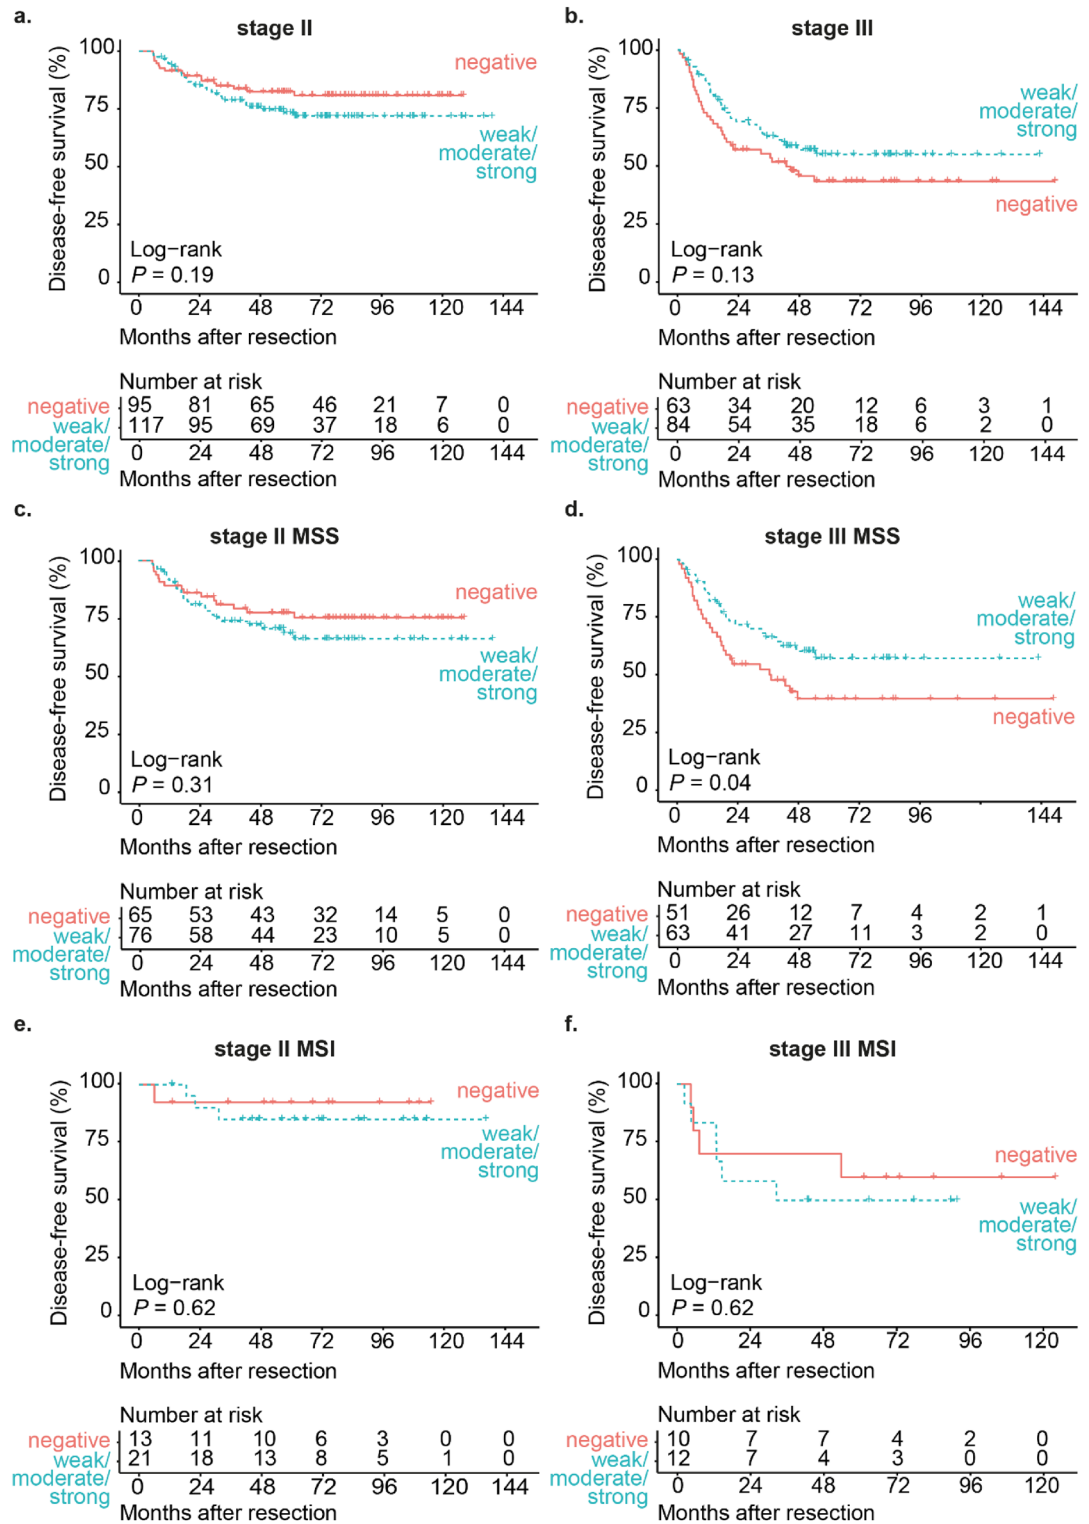 a.
stage II
Disease-free survival (%)
100
75
50
25
0
negative
weak/
moderate/
strong
Log-rank
P = 0.19
0 24 48 72 96 120 144
Months after resection
Number at risk
negative 95 81 65 46 21 7 0
weak/ 117 95 69 37 18 6 0
moderate/
strong
0 24 48 72 96 120 144
Months after resection
b.
stage III
Disease-free survival (%)
100
75
50
25
0
weak/
moderate/
strong
negative
Log-rank
P = 0.13
0 24 48 72 96 120 144
Months after resection
Number at risk
negative 63 34 20 12 6 3 1
weak/ 84 54 35 18 6 2 0
moderate/
strong
0 24 48 72 96 120 144
Months after resection
c.
stage II MSS
Disease-free survival (%)
100
75
50
25
0
negative
weak/
moderate/
strong
Log-rank
P = 0.31
0 24 48 72 96 120 144
Months after resection
Number at risk
negative 65 53 43 32 14 5 0
weak/ 76 58 44 23 10 5 0
moderate/
strong
0 24 48 72 96 120 144
Months after resection
d.
stage III MSS
Disease-free survival (%)
100
75
50
25
0
weak/
moderate/
strong
negative
Log-rank
P = 0.04
0 24 48 72 96 144
Months after resection
Number at risk
negative 51 26 12 7 4 2 1
weak/ 63 41 27 11 3 2 0
moderate/
strong
0 24 48 72 96 120 144
Months after resection
e.
stage II MSI
Disease-free survival (%)
100
75
50
25
0
negative
weak/
moderate/
strong
Log-rank
P = 0.62
0 24 48 72 96 120 144
Months after resection
Number at risk
negative 13 11 10 6 3 0 0
weak/ 21 18 13 8 5 1 0
moderate/
strong
0 24 48 72 96 120 144
Months after resection
f.
stage III MSI
Disease-free survival (%)
100
75
50
25
0
negative
weak/
moderate/
strong
Log-rank
P = 0.62
0 24 48 72 96 120
Months after resection
Number at risk
negative 10 7 7 4 2 0
weak/ 12 7 4 3 0 0
moderate/
strong
0 24 48 72 96 120
Months after resection